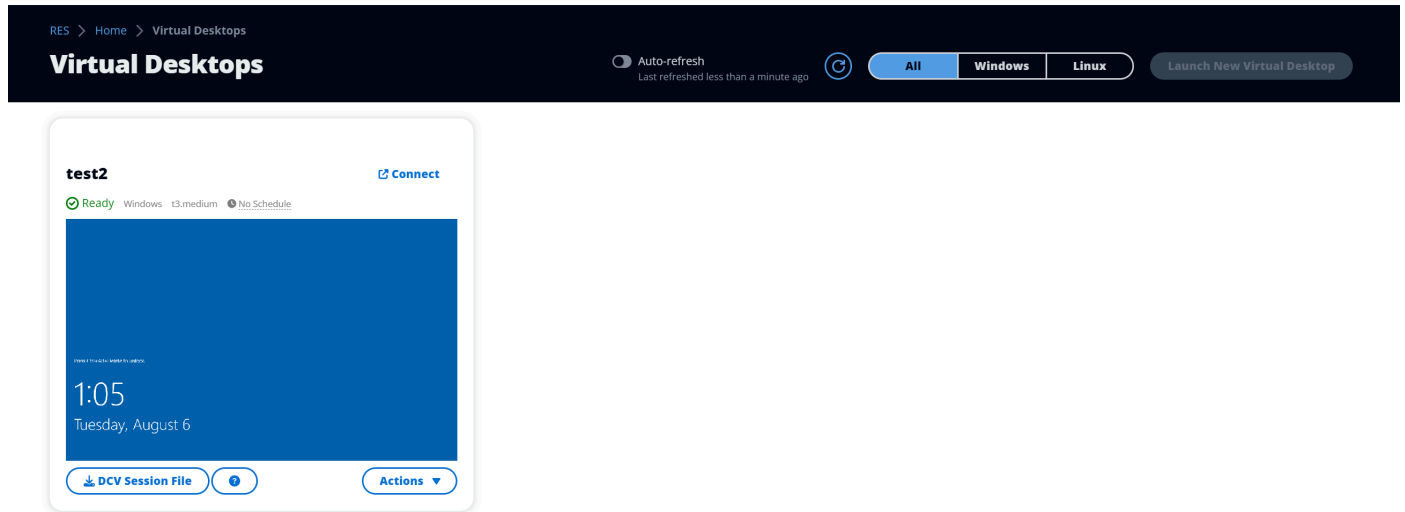 RES > Home > Virtual Desktops
Virtual Desktops
Auto-refresh
Last refreshed less than a minute ago
All
Windows
Linux
Launch New Virtual Desktop
test2
Connect
Ready Windows t3.medium No Schedule
1:05
Tuesday, August 6
DCV Session File
?
Actions ▼